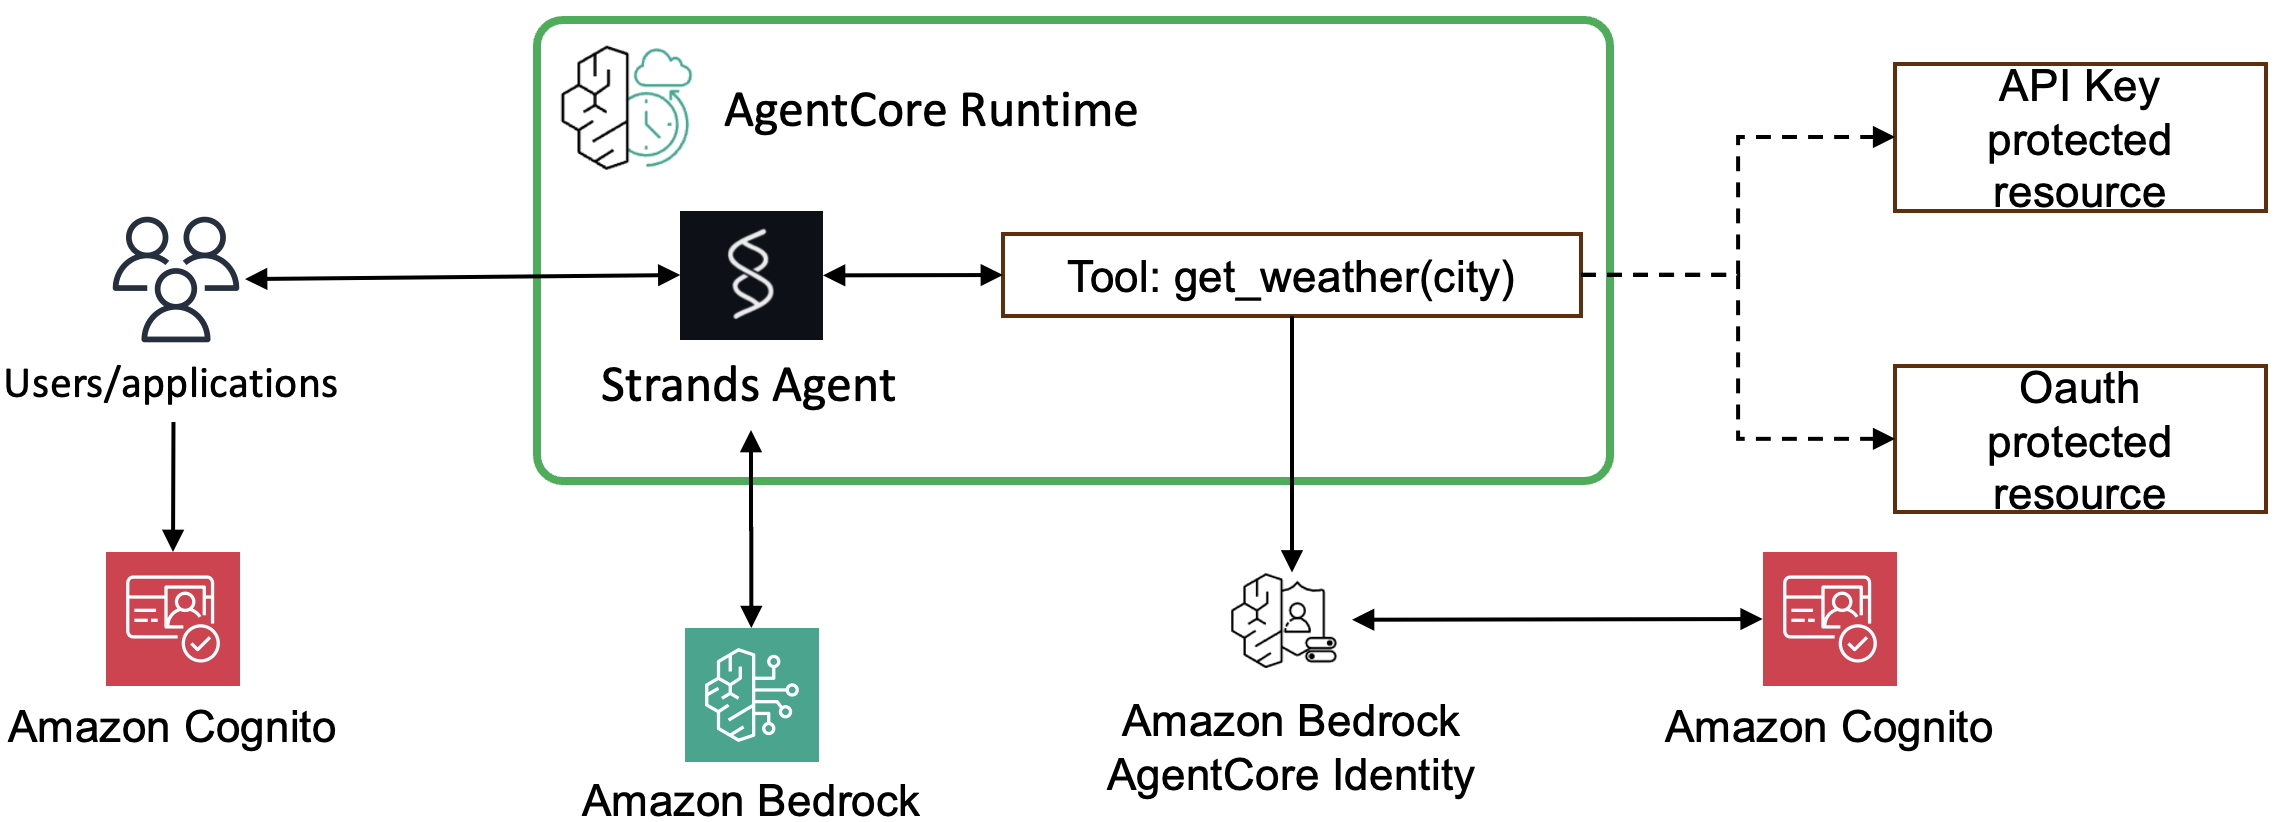 AgentCore Runtime
API Key
protected
resource
Tool: get_weather(city)
Users/applications
Strands Agent
Oauth
protected
resource
Amazon Cognito
Amazon Bedrock
Amazon Bedrock
AgentCore Identity
Amazon Cognito